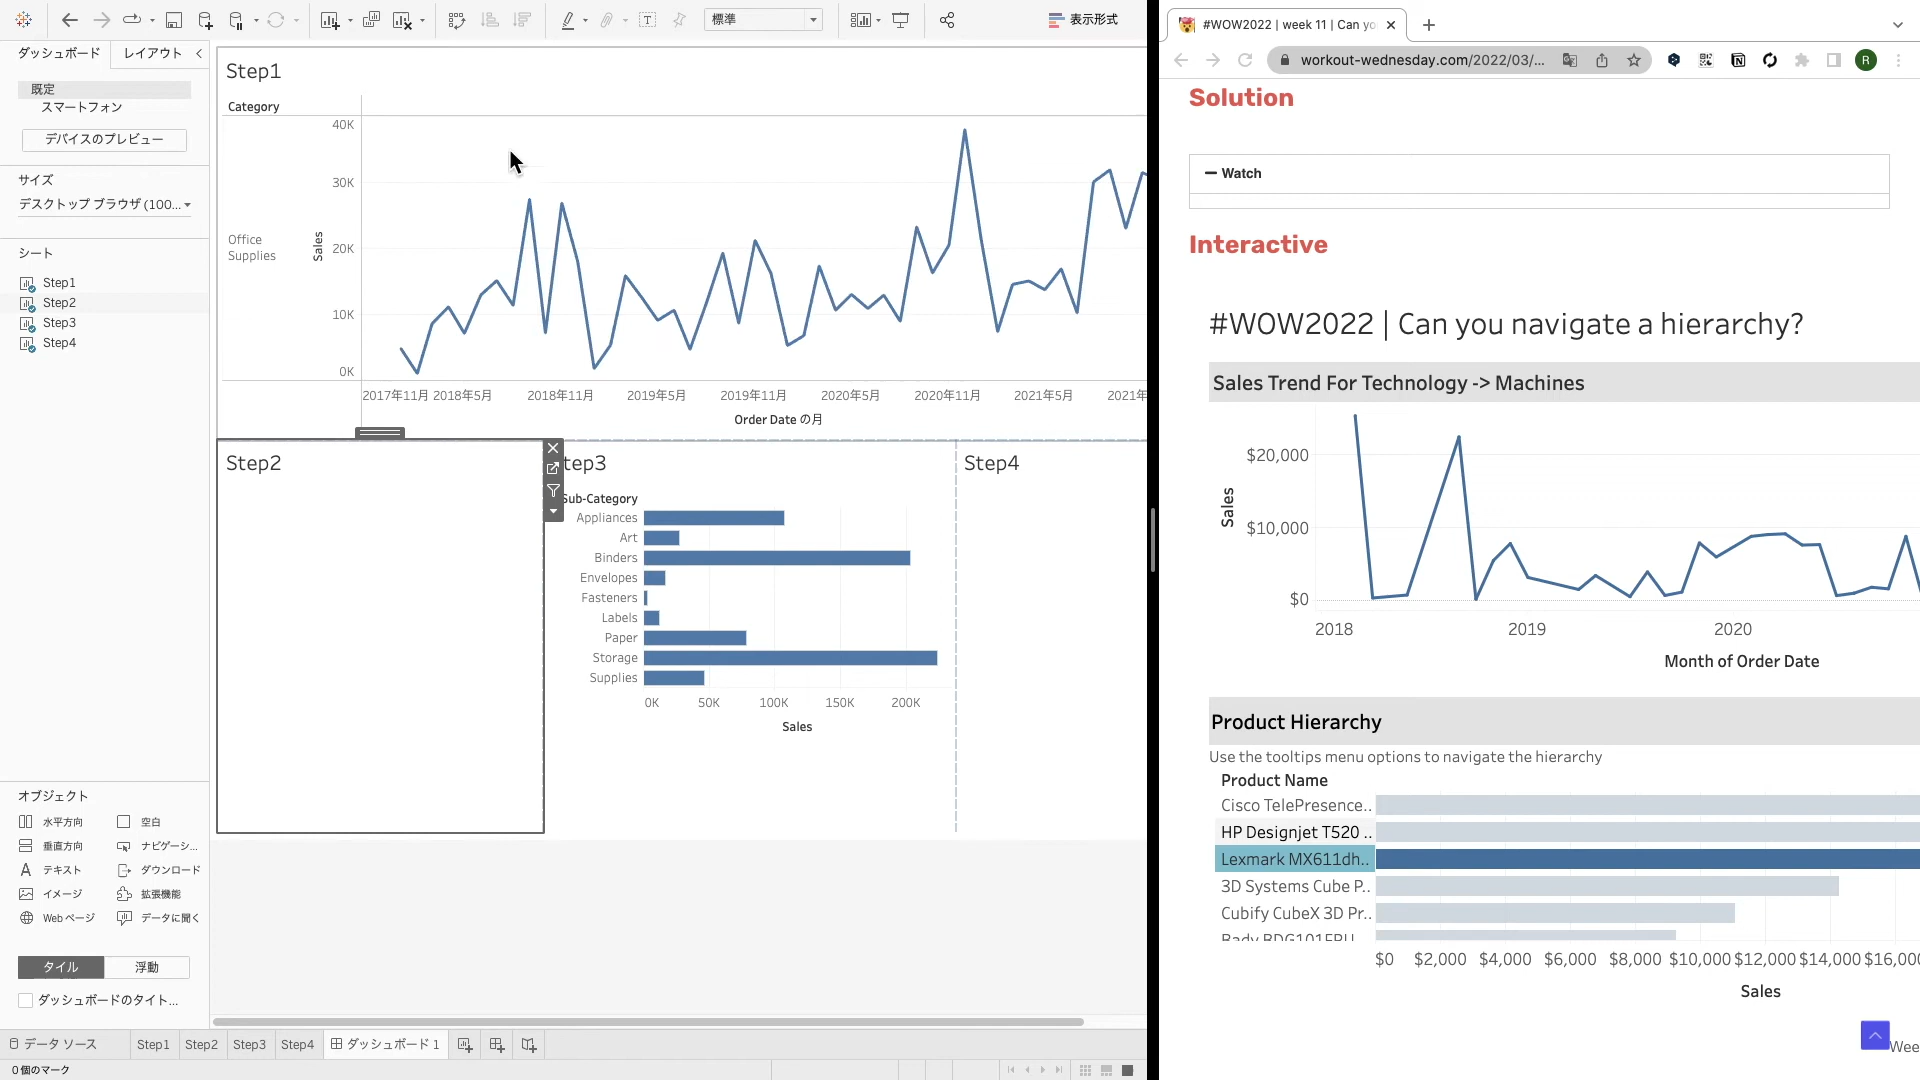 標準
表示形式
ダッシュボード
レイアウト
既定
スマートフォン
デバイスのプレビュー
サイズ
デスクトップ ブラウザ (100...
シート
Step1
Step2
Step3
Step4
オブジェクト
水平方向
空白
垂直方向
ナビゲーシ...
テキスト
ダウンロード
イメージ
拡張機能
Web ページ
データに聞く
タイル
浮動
ダッシュボードのタイト...
Step1
Category
Office
Supplies
Sales
40K
30K
20K
10K
0K
2017年11月 2018年5月 2018年11月 2019年5月 2019年11月 2020年5月 2020年11月 2021年5月 2021年
Order Date の月
Step2
tep3
Sub-Category
Appliances
Art
Binders
Envelopes
Fasteners
Labels
Paper
Storage
Supplies
0K 50K 100K 150K 200K
Sales
Step4
データ ソース Step1 Step2 Step3 Step4 ダッシュボード 1
0 個のマーク
#WOW2022 | week 11 | Can yo
workout-wednesday.com/2022/03/...
R
Solution
Watch
Interactive
#WOW2022 | Can you navigate a hierarchy?
Sales Trend For Technology -> Machines
Sales
$20,000
$10,000
$0
2018 2019 2020
Month of Order Date
Product Hierarchy
Use the tooltips menu options to navigate the hierarchy
Product Name
Cisco TelePresence..
HP Designjet T520 ..
Lexmark MX611dh..
3D Systems Cube P..
Cubify CubeX 3D Pr..
$0 $2,000 $4,000 $6,000 $8,000 $10,000 $12,000 $14,000 $16,000
Sales
Wee